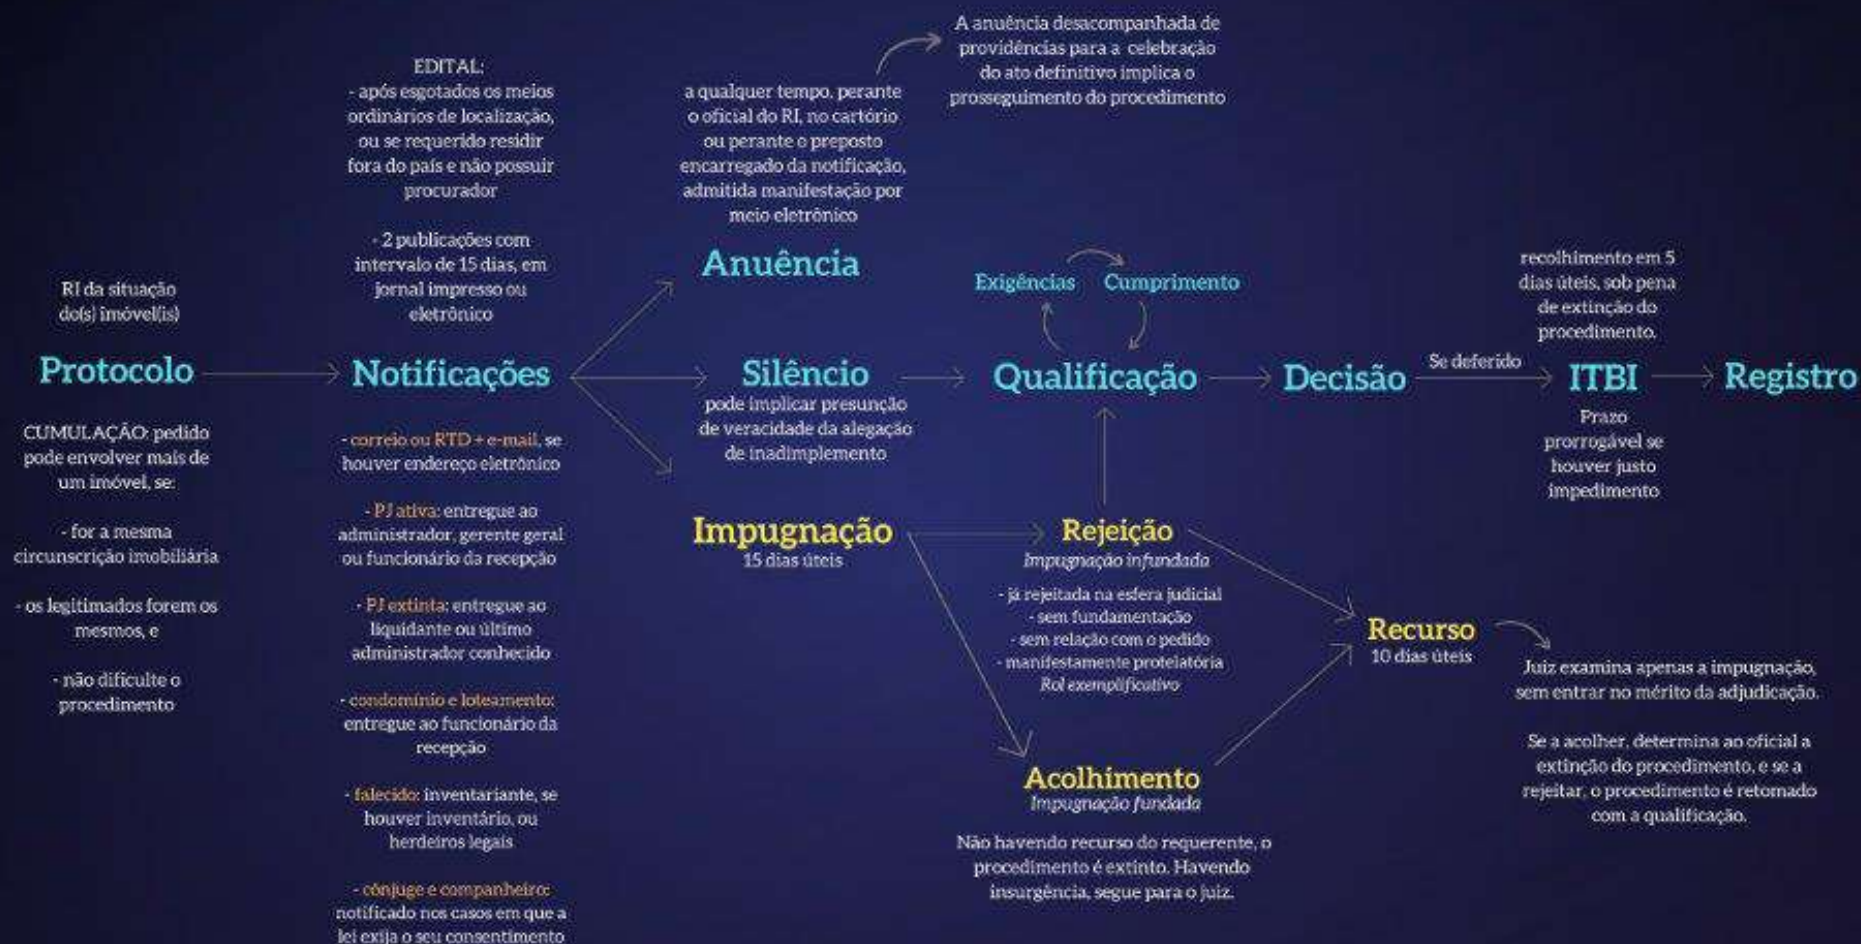 RI da situação
do(s) imóvel(is)
Protocolo
CUMULAÇÃO: pedido
pode envolver mais de
um imóvel, se:
- for a mesma
circunscrição imobiliária
- os legitimados forem os
mesmos, e
- não dificulte o
procedimento
EDITAL:
- após esgotados os meios
ordinários de localização,
ou se requerido residir
fora do país e não possuir
procurador
- 2 publicações com
intervalo de 15 dias, em
jornal impresso ou
eletrônico
Notificações
- correio ou RTD + e-mail, se
houver endereço eletrônico
- PJ ativa: entregue ao
administrador, gerente geral
ou funcionário da recepção
- PJ extinta: entregue ao
liquidante ou último
administrador conhecido
- condomínio e loteamento:
entregue ao funcionário da
recepção
- falecido: inventariante, se
houver inventário, ou
herdeiros legais
- cônjuge e companheiro:
notificado nos casos em que a
lei exija o seu consentimento
a qualquer tempo, perante
o oficial do RI, no cartório
ou perante o preposto
encarregado da notificação,
admitida manifestação por
meio eletrônico
Anuência
A anuência desacompanhada de
providências para a celebração
do ato definitivo implica o
prosseguimento do procedimento
Silêncio
pode implicar presunção
de veracidade da alegação
de inadimplemento
Impugnação
15 dias úteis
Exigências
Cumprimento
Qualificação
Rejeição
Impugnação infundada
- já rejeitada na esfera judicial
- sem fundamentação
- sem relação com o pedido
- manifestamente protelatória
Rol exemplificativo
Acolhimento
Impugnação fundada
Não havendo recurso do requerente, o
procedimento é extinto. Havendo
insurgência, segue para o juiz.
Decisão
Se deferido
recolhimento em 5
dias úteis, sob pena
de extinção do
procedimento.
ITBI
Prazo
prorrogável se
houver justo
impedimento
Registro
Recurso
10 dias úteis
Juiz examina apenas a impugnação,
sem entrar no mérito da adjudicação.
Se a acolher, determina ao oficial a
extinção do procedimento, e se a
rejeitar, o procedimento é retomado
com a qualificação.